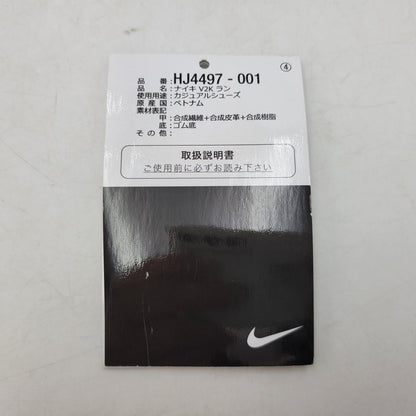 ④
品番：HJ4497 - 001
品名：ナイキ V2K ラン
使用用途：カジュアルシューズ
原産国：ベトナム
素材表記
甲：合成繊維+合成皮革+合成樹脂
底：ゴム底
その他：
取扱説明書
ご使用前に必ずお読み下さい